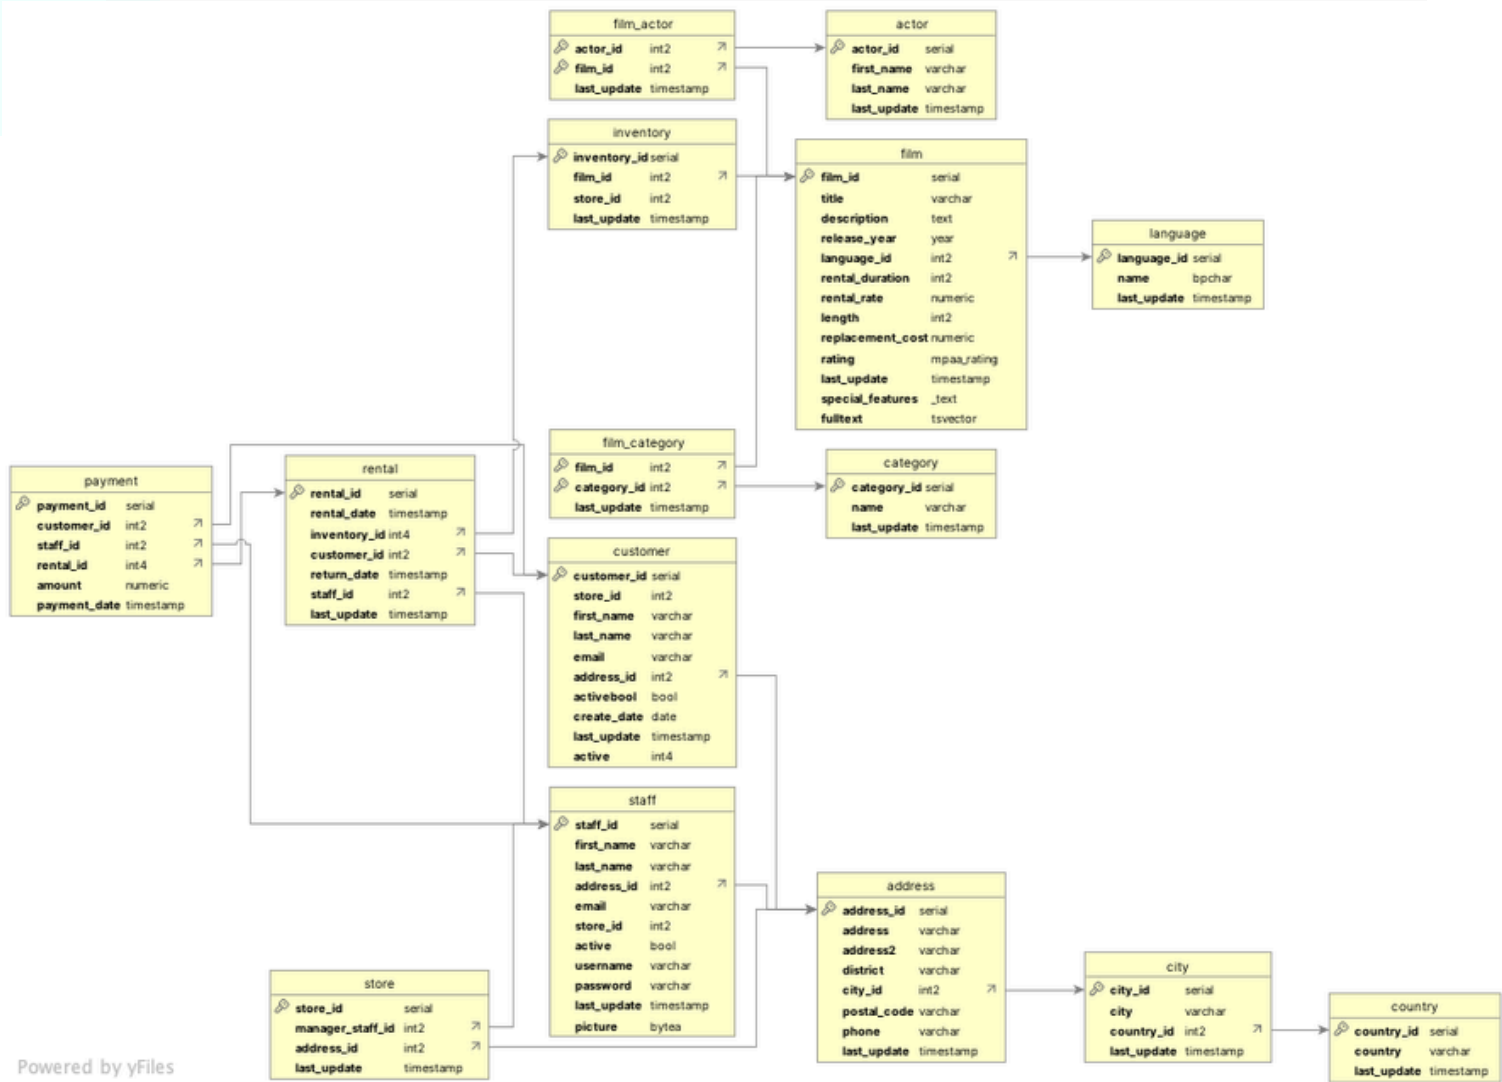 film_actor
actor_id int2
film_id int2
last_update timestamp
actor
actor_id serial
first_name varchar
last_name varchar
last_update timestamp
inventory
inventory_id serial
film_id int2
store_id int2
last_update timestamp
film
film_id serial
title varchar
description text
release_year year
language_id int2
rental_duration int2
rental_rate numeric
length int2
replacement_cost numeric
rating mpaa_rating
last_update timestamp
special_features _text
fulltext tsvector
language
language_id serial
name bpchar
last_update timestamp
film_category
film_id int2
category_id int2
last_update timestamp
category
category_id serial
name varchar
last_update timestamp
payment
payment_id serial
customer_id int2
staff_id int2
rental_id int4
amount numeric
payment_date timestamp
rental
rental_id serial
rental_date timestamp
inventory_id int4
customer_id int2
return_date timestamp
staff_id int2
last_update timestamp
customer
customer_id serial
store_id int2
first_name varchar
last_name varchar
email varchar
address_id int2
activebool bool
create_date date
last_update timestamp
active int4
staff
staff_id serial
first_name varchar
last_name varchar
address_id int2
email varchar
store_id int2
active bool
username varchar
password varchar
last_update timestamp
picture bytea
store
store_id serial
manager_staff_id int2
address_id int2
last_update timestamp
address
address_id serial
address varchar
address2 varchar
district varchar
city_id int2
postal_code varchar
phone varchar
last_update timestamp
city
city_id serial
city varchar
country_id int2
last_update timestamp
country
country_id serial
country varchar
last_update timestamp
Powered by yFiles